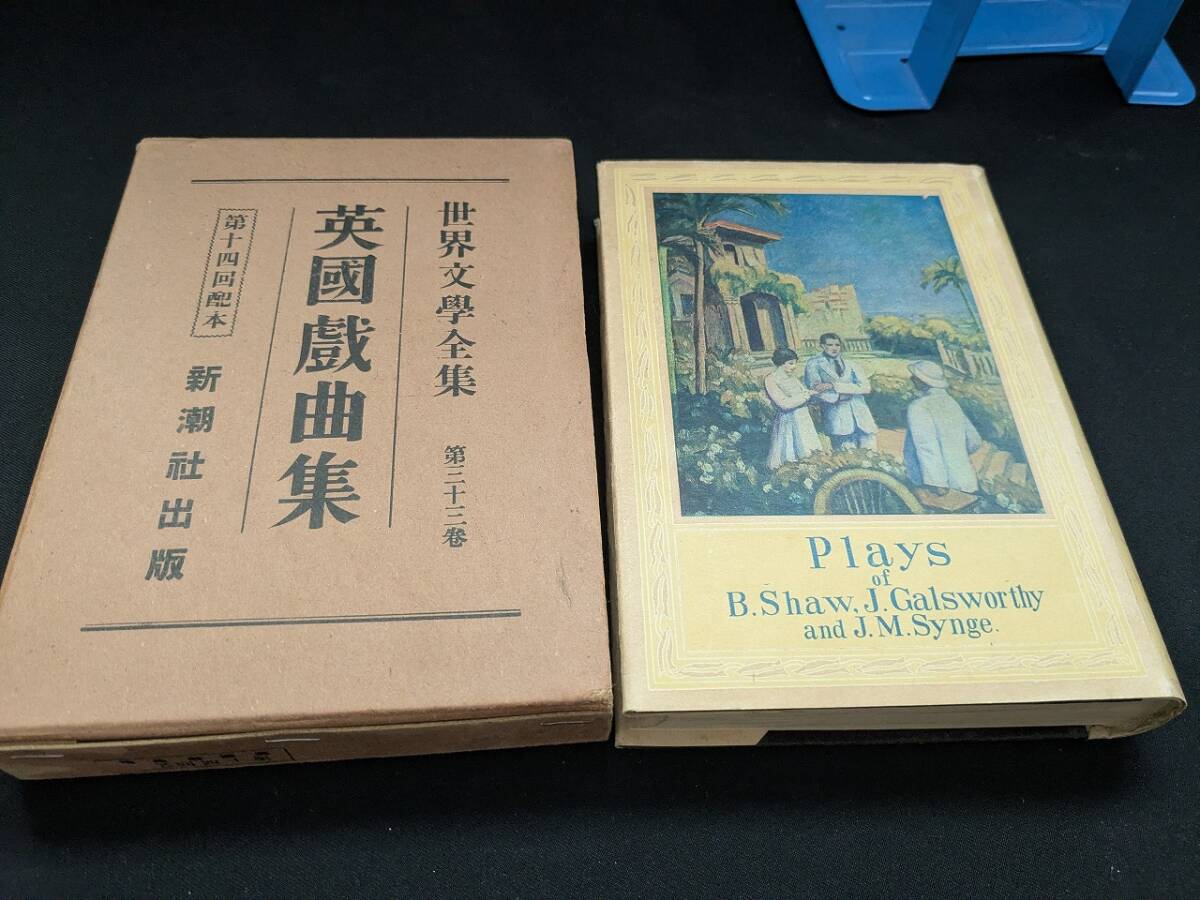 世界文學全集 第三十三卷
英國戲曲集
第十四回配本
新潮社出版
Plays
of
B.Shaw, J.Galsworthy
and J.M.Synge.